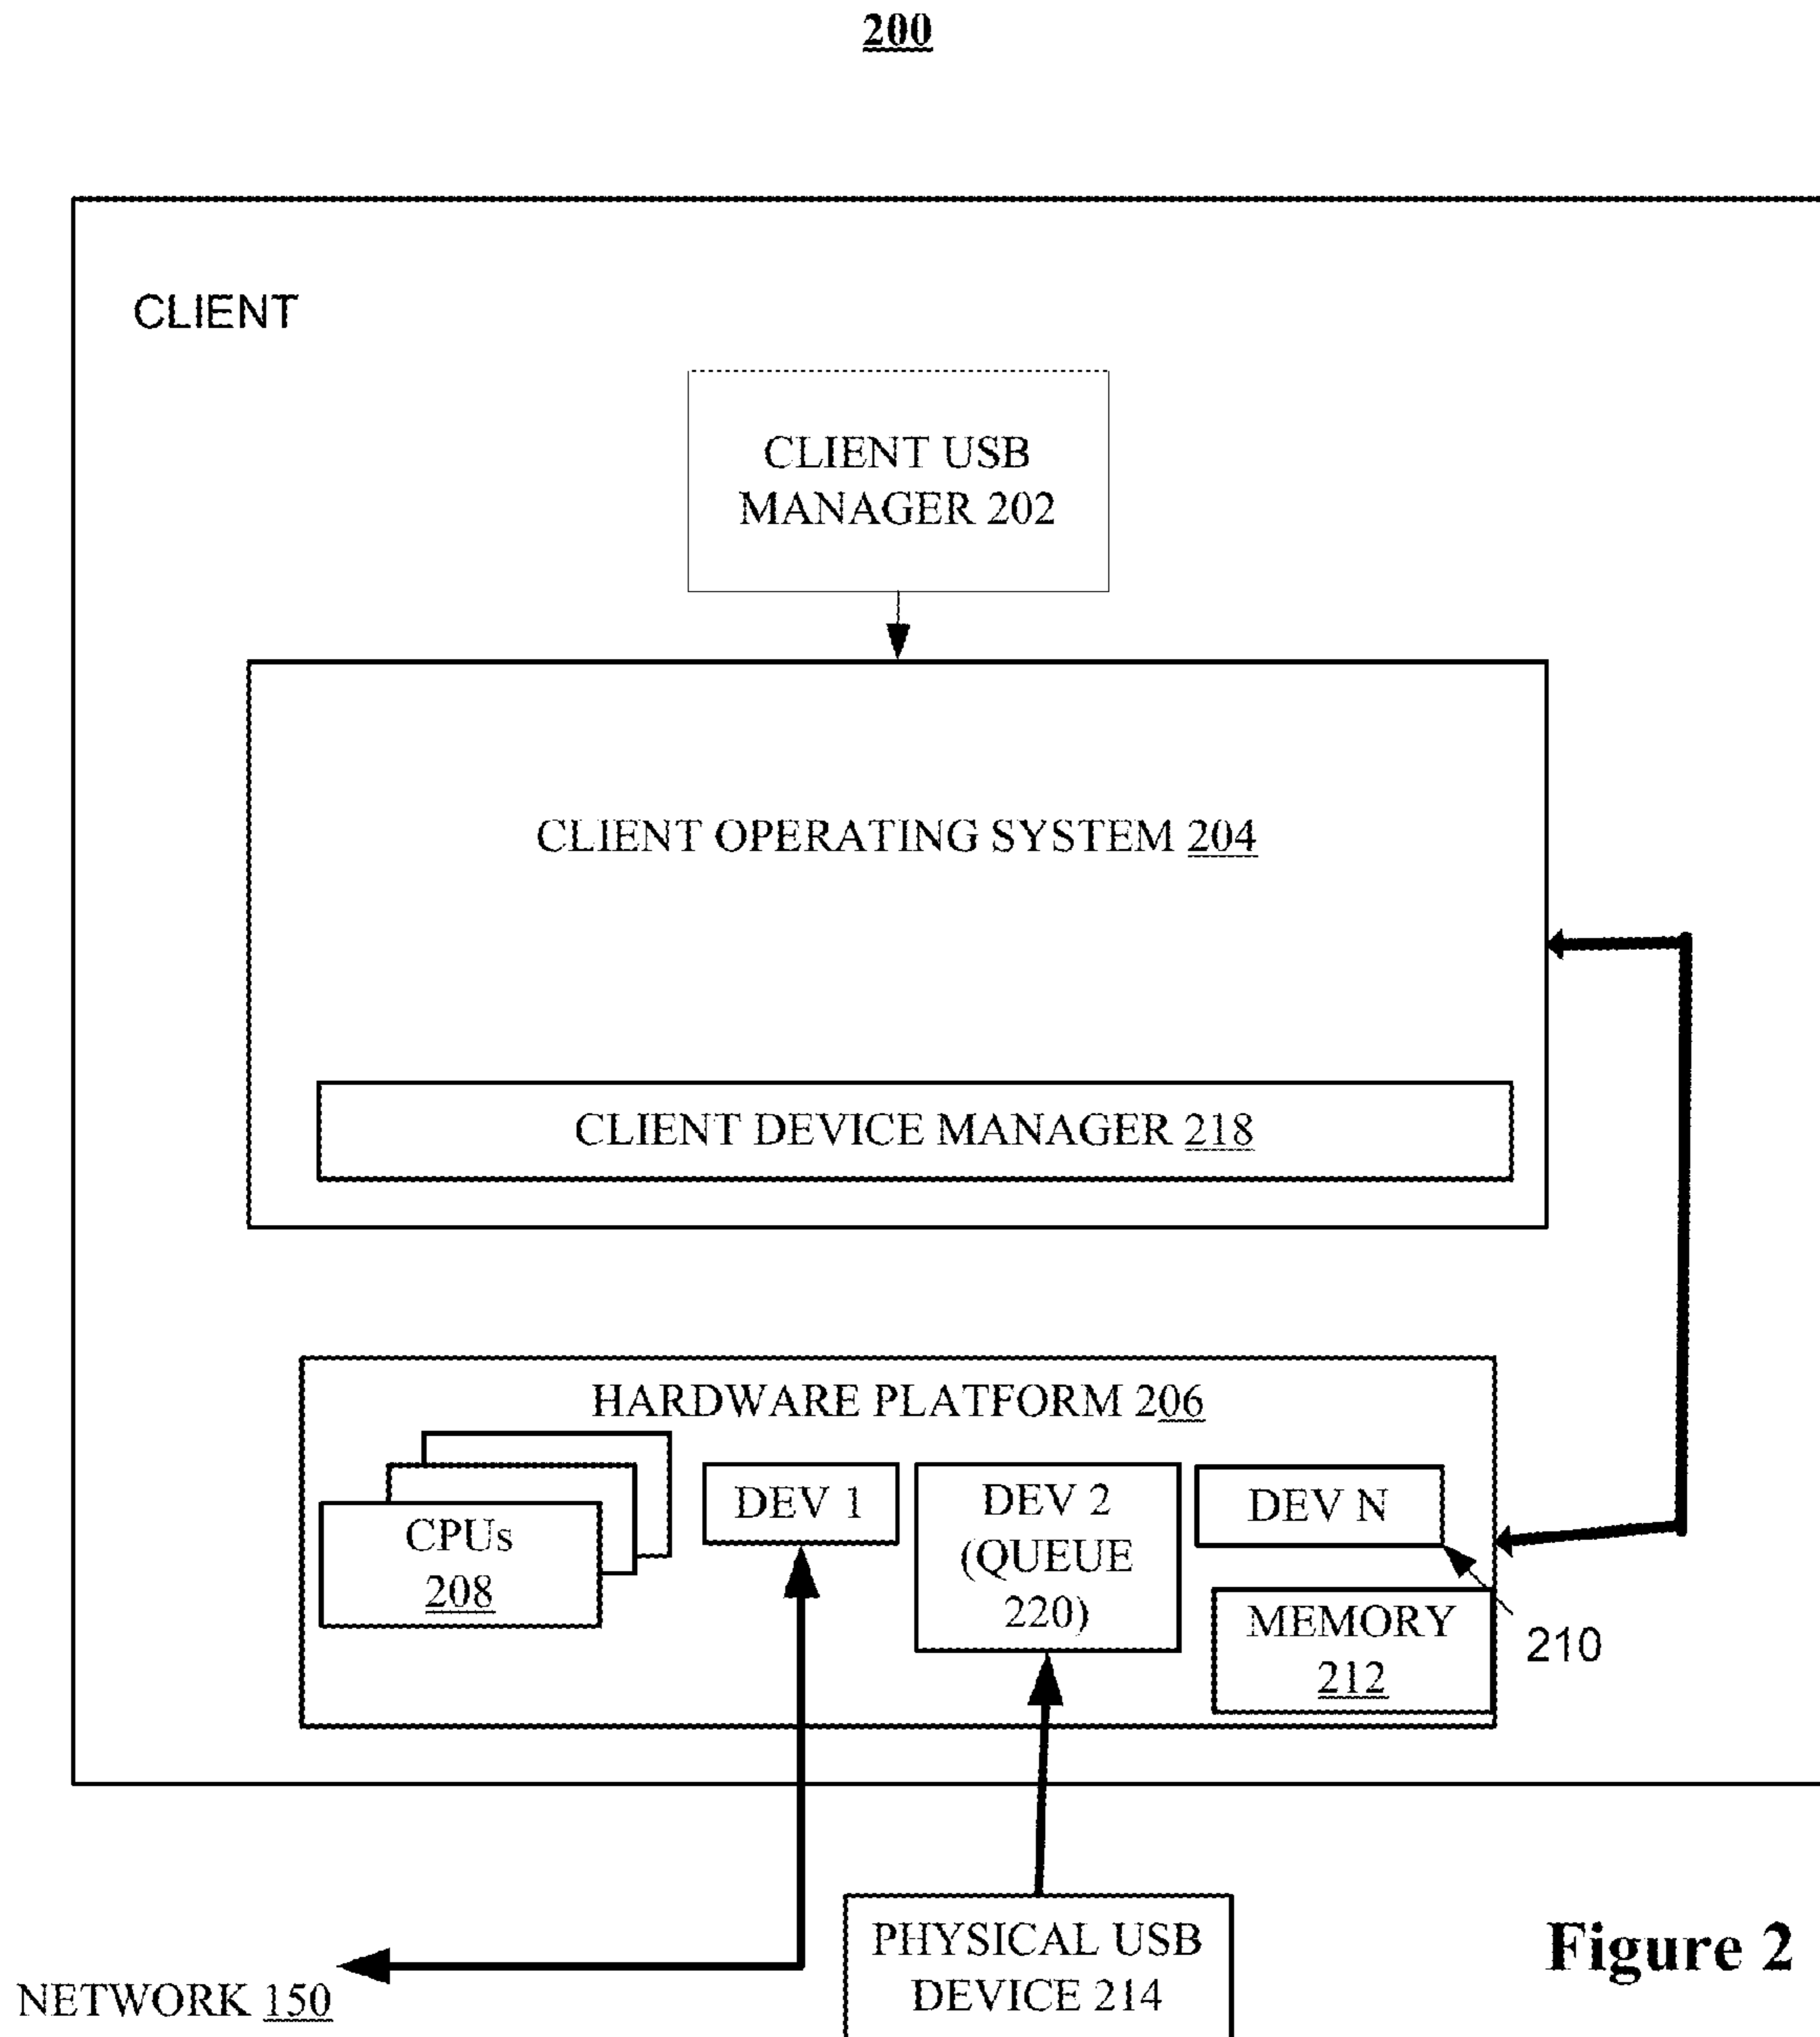 200
CLIENT
CLIENT USB
MANAGER 202
CLIENT OPERATING SYSTEM 204
CLIENT DEVICE MANAGER 218
HARDWARE PLATFORM 206
CPUs
208
DEV 1
DEV 2
(QUEUE
220)
DEV N
MEMORY
212
210
PHYSICAL USB
DEVICE 214
NETWORK 150
Figure 2